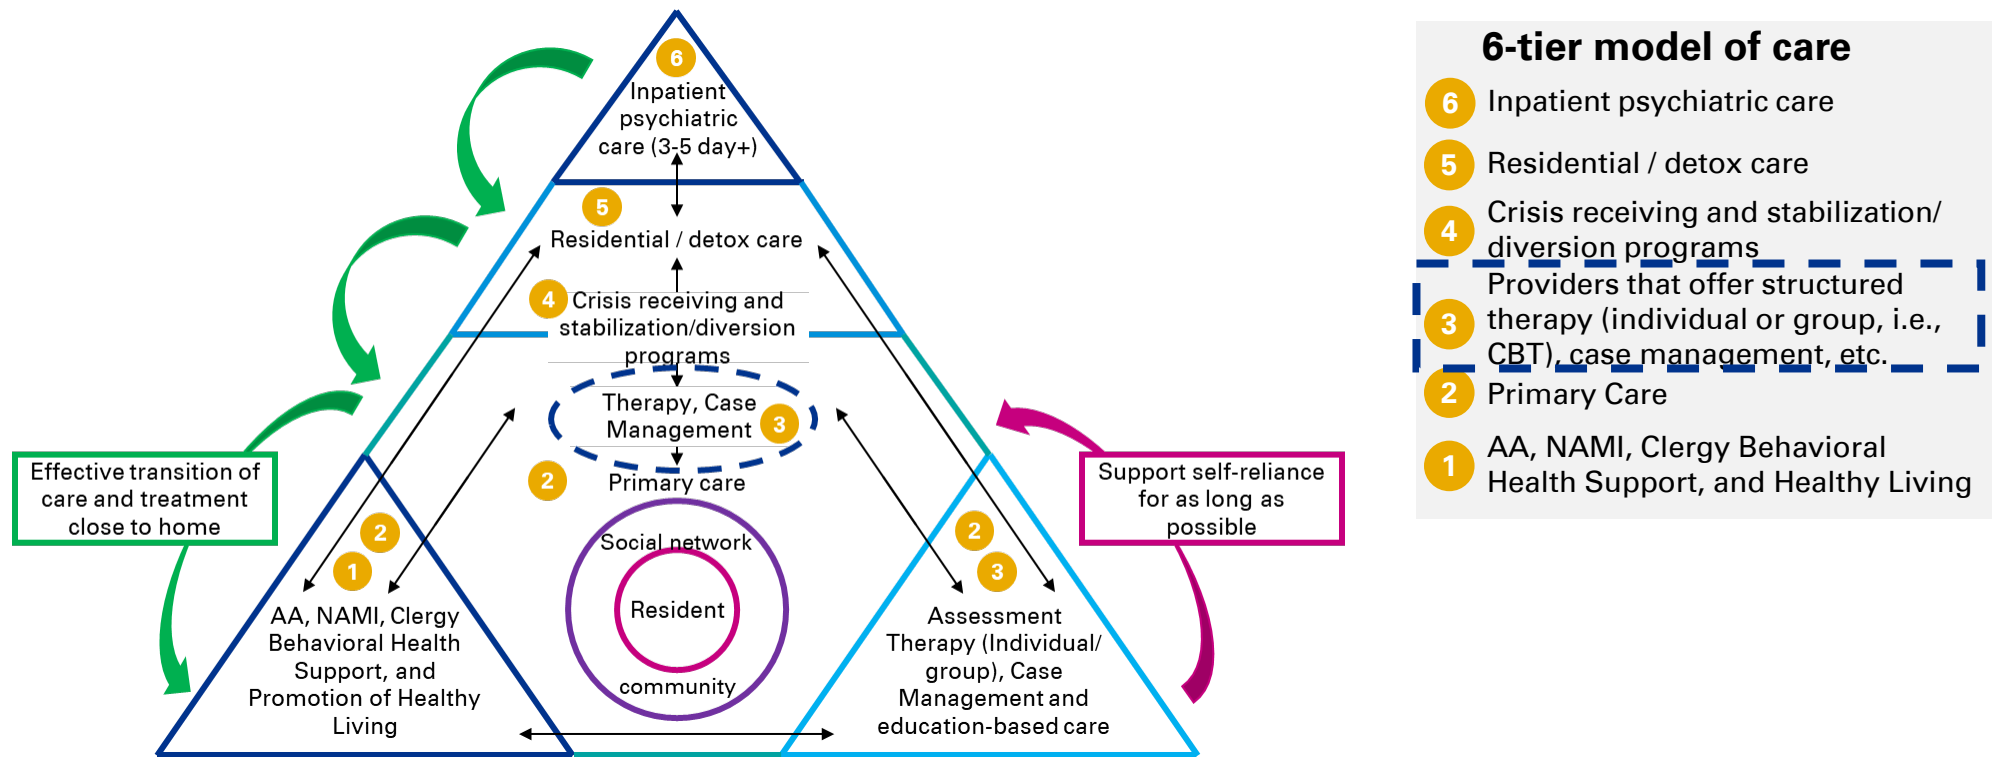 6
Inpatient
psychiatric
care (3-5 day+)
5
Residential / detox care
4
Crisis receiving and
stabilization/diversion
programs
Therapy, Case
Management
3
2
Primary care
Social network
Resident
community
Effective transition of
care and treatment
close to home
2
1
AA, NAMI, Clergy
Behavioral Health
Support, and
Promotion of Healthy
Living
2
3
Assessment
Therapy (Individual/
group), Case
Management and
education-based care
Support self-reliance
for as long as
possible
6-tier model of care
6 Inpatient psychiatric care
5 Residential / detox care
4 Crisis receiving and stabilization/
diversion programs
3 Providers that offer structured
therapy (individual or group, i.e.,
CBT), case management, etc.
2 Primary Care
1 AA, NAMI, Clergy Behavioral
Health Support, and Healthy Living